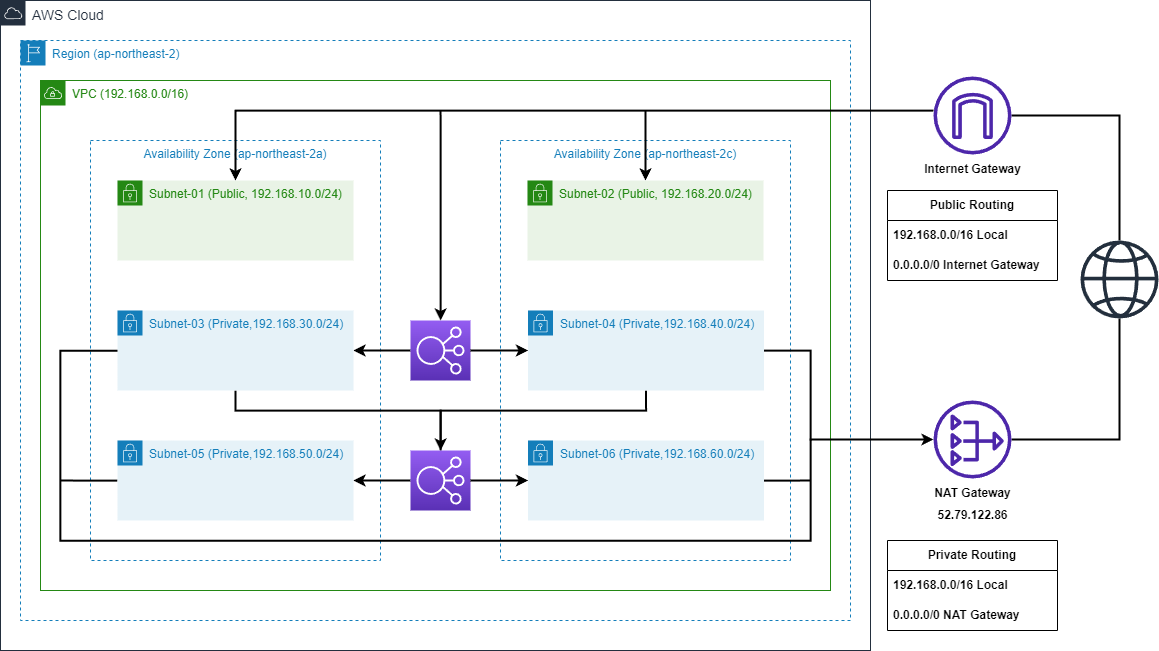 AWS Cloud
Region (ap-northeast-2)
VPC (192.168.0.0/16)
Availability Zone (ap-northeast-2a)
Availability Zone (ap-northeast-2c)
Subnet-01 (Public, 192.168.10.0/24)
Subnet-02 (Public, 192.168.20.0/24)
Subnet-03 (Private,192.168.30.0/24)
Subnet-04 (Private,192.168.40.0/24)
Subnet-05 (Private,192.168.50.0/24)
Subnet-06 (Private,192.168.60.0/24)
Internet Gateway
Public Routing
192.168.0.0/16 Local
0.0.0.0/0 Internet Gateway
NAT Gateway
52.79.122.86
Private Routing
192.168.0.0/16 Local
0.0.0.0/0 NAT Gateway